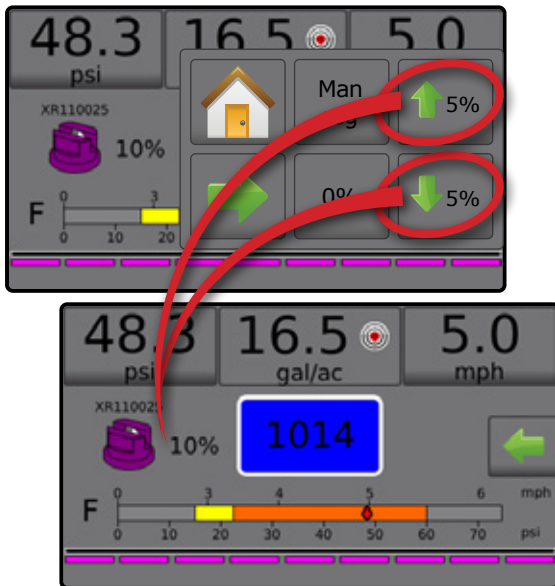 48.3 16.5 5.0
psi
XR110025
10%
Man
5%
0% 5%
0 3
F
0 10 20
48.3 16.5 5.0
psi gal/ac mph
XR110025
10% 1014
0 3 4 5 6 mph
F
0 10 20 30 40 50 60 70 psi